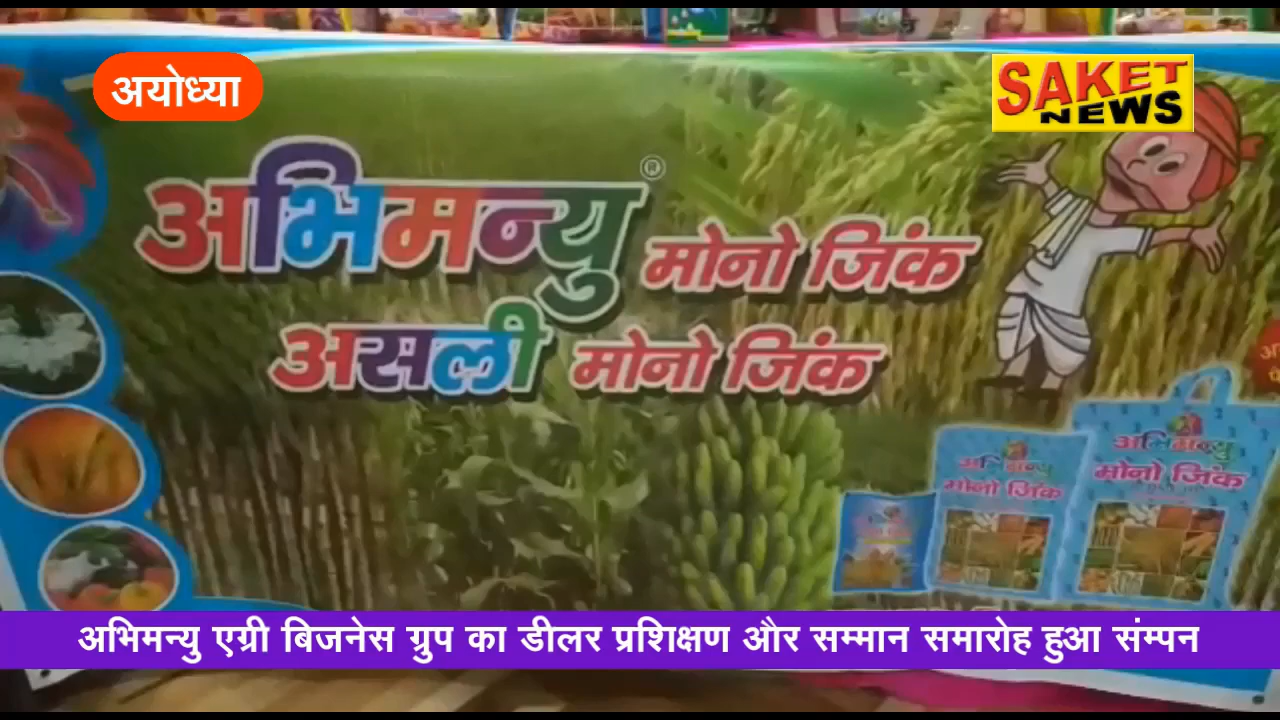 अयोध्या
SAKET
NEWS
अभिमन्यु® मोनो जिंक
असली मोनो जिंक
अभिमन्यु
मोनो जिंक
अभिमन्यु
मोनो जिंक
अभिमन्यु एग्री बिजनेस ग्रुप का डीलर प्रशिक्षण और सम्मान समारोह हुआ संम्पन